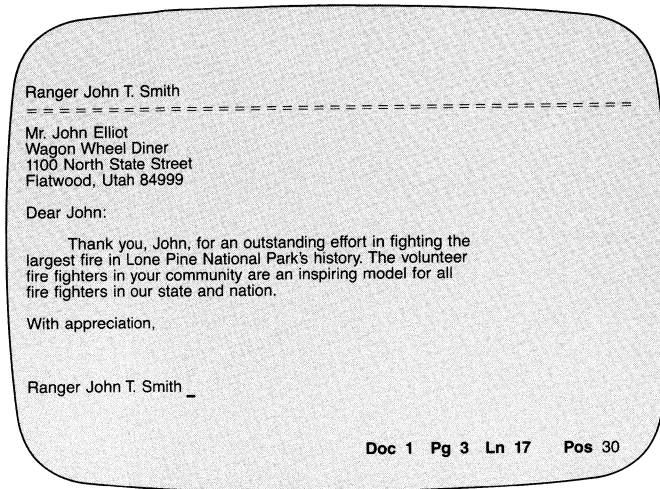 Ranger John T. Smith
= = = = = = = = = = = = = = = = = = = = = = = = = = = = = = = = = = = = = =
Mr. John Elliot
Wagon Wheel Diner
1100 North State Street
Flatwood, Utah 84999
Dear John:
Thank you, John, for an outstanding effort in fighting the
largest fire in Lone Pine National Park's history. The volunteer
fire fighters in your community are an inspiring model for all
fire fighters in our state and nation.
With appreciation,
Ranger John T. Smith _
Doc 1 Pg 3 Ln 17 Pos 30